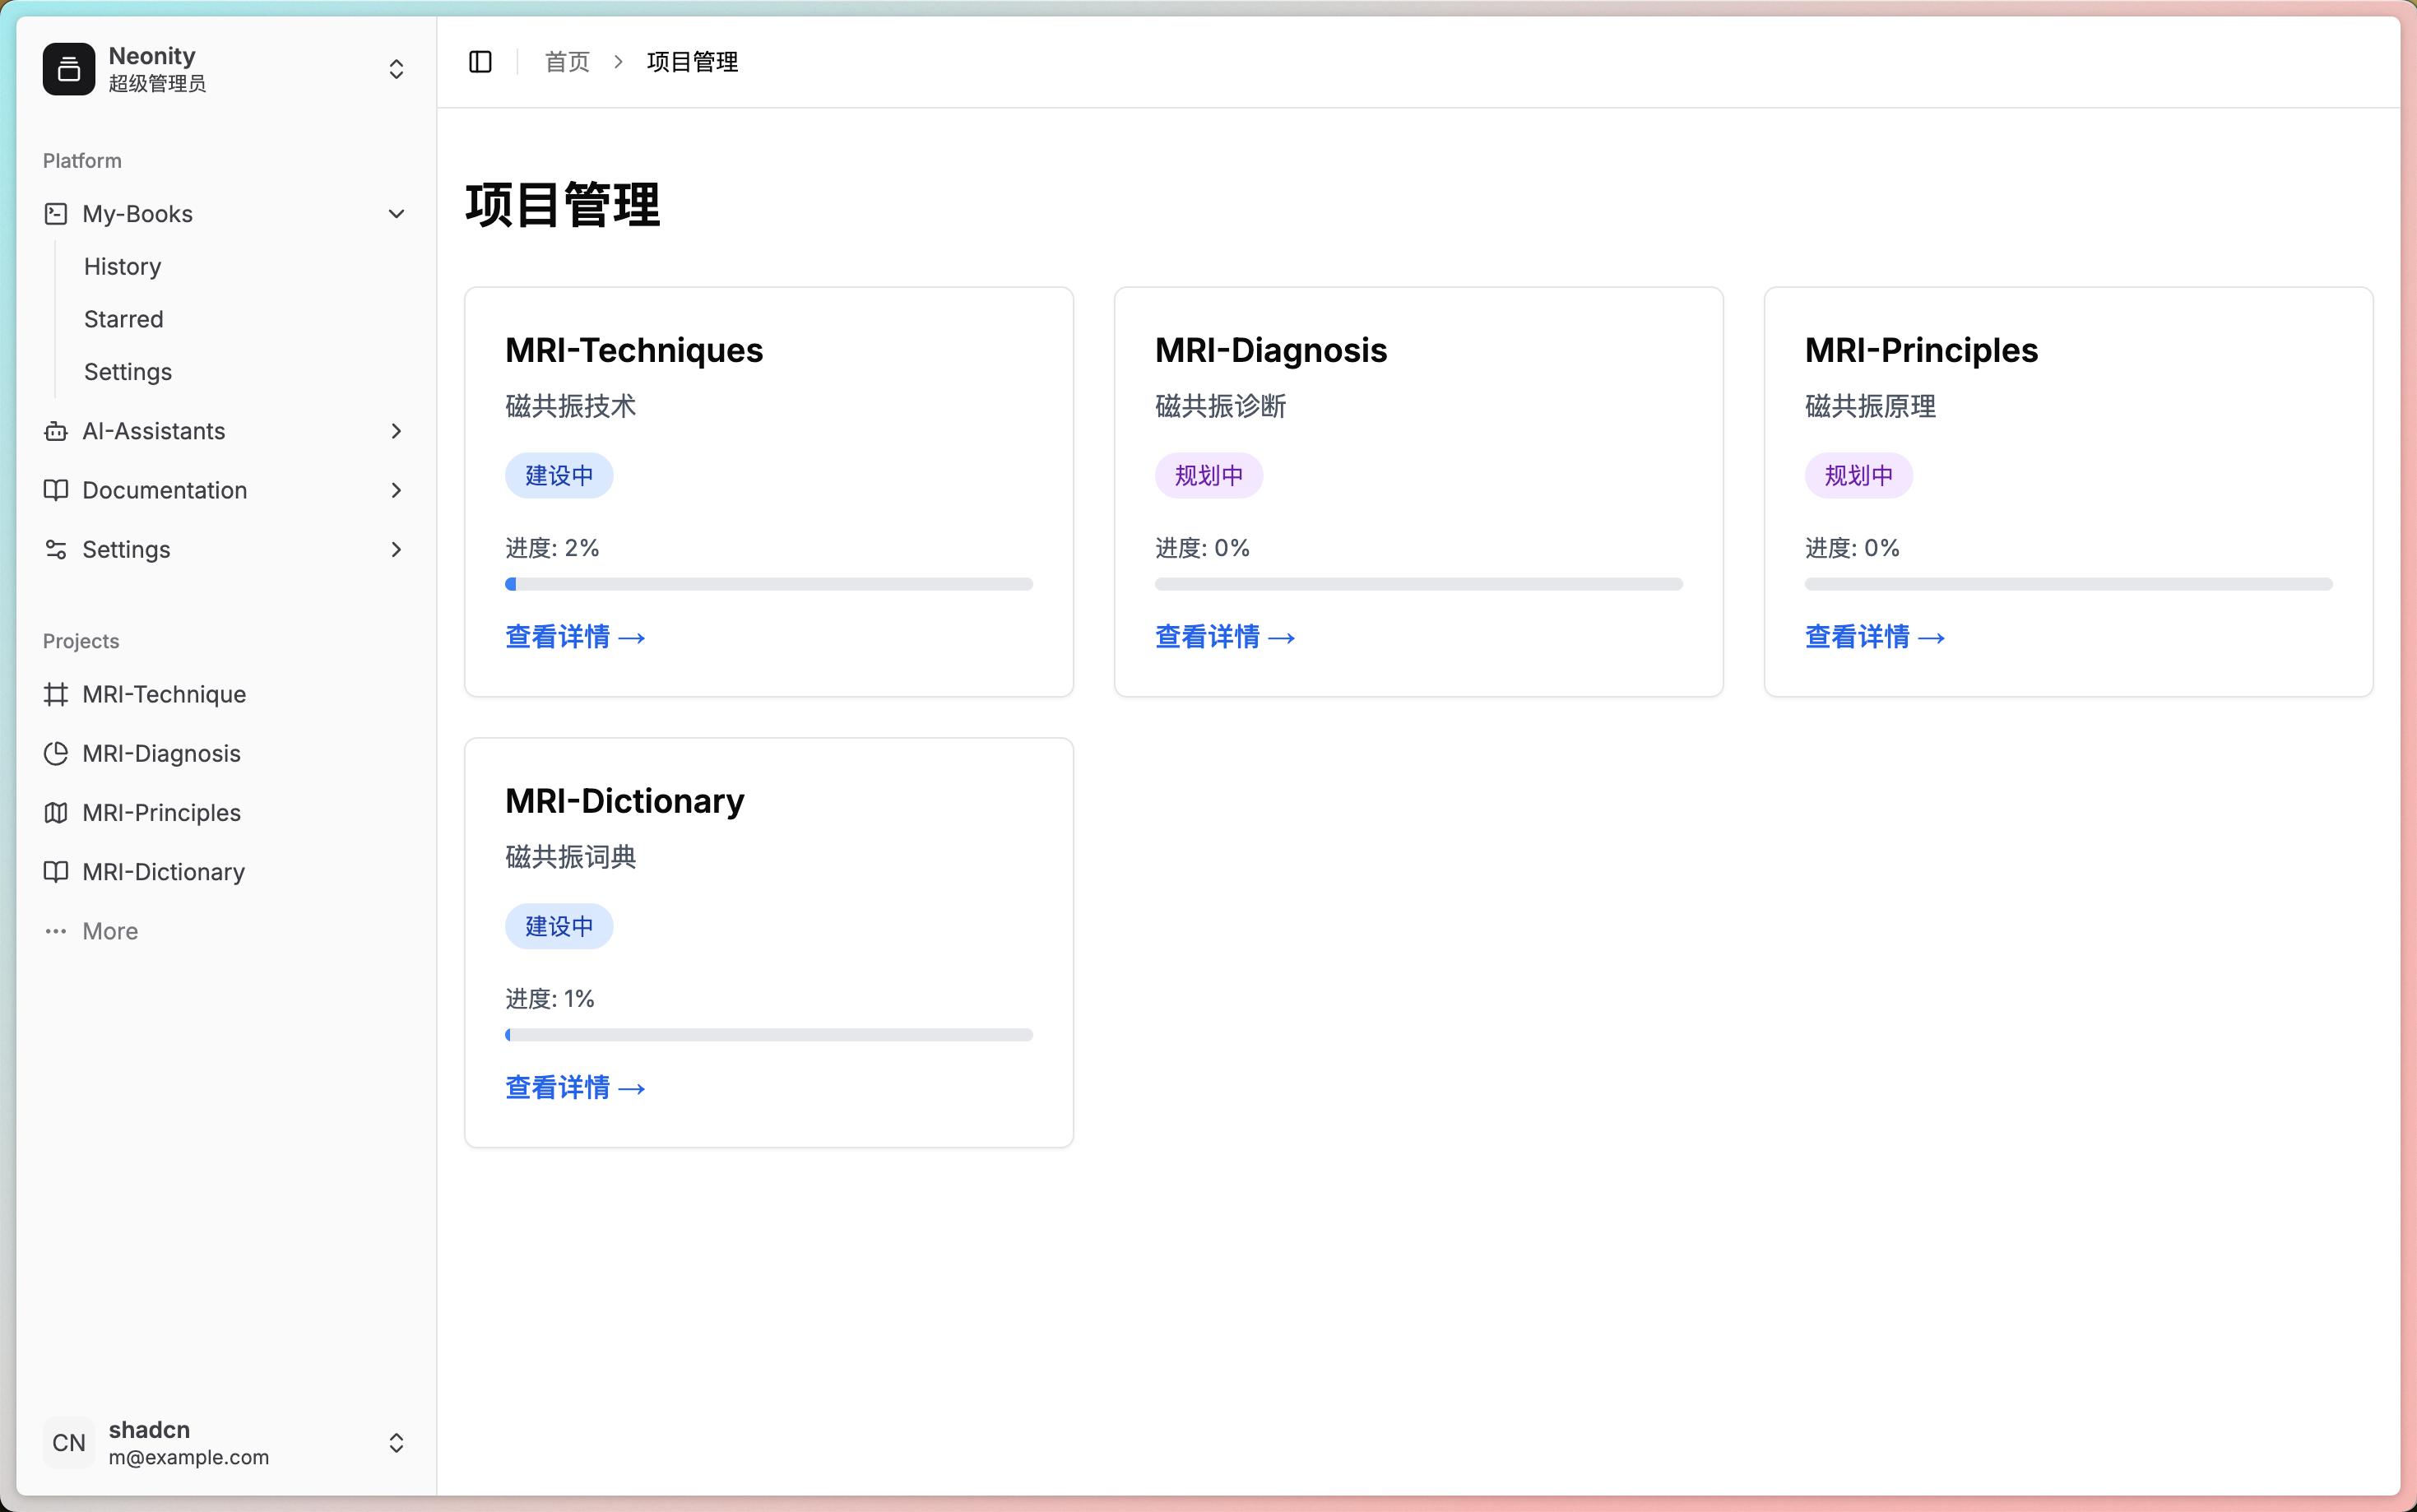 Neonity
超级管理员
Platform
My-Books
History
Starred
Settings
AI-Assistants
Documentation
Settings
Projects
MRI-Technique
MRI-Diagnosis
MRI-Principles
MRI-Dictionary
More
CN
shadcn
m@example.com
首页 > 项目管理
项目管理
MRI-Techniques
磁共振技术
建设中
进度: 2%
查看详情 →
MRI-Diagnosis
磁共振诊断
规划中
进度: 0%
查看详情 →
MRI-Principles
磁共振原理
规划中
进度: 0%
查看详情 →
MRI-Dictionary
磁共振词典
建设中
进度: 1%
查看详情 →